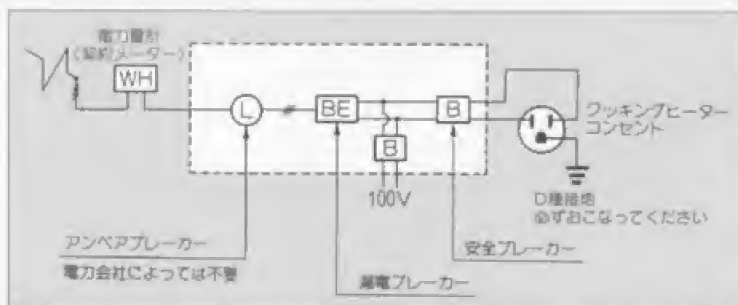 電力量計
(契約メーター)
WH
L
BE
B
B
100V
クッキングヒーター
コンセント
D種接地
必ずおこなってください
アンペアブレーカー
電力会社によっては不要
漏電ブレーカー
安全ブレーカー